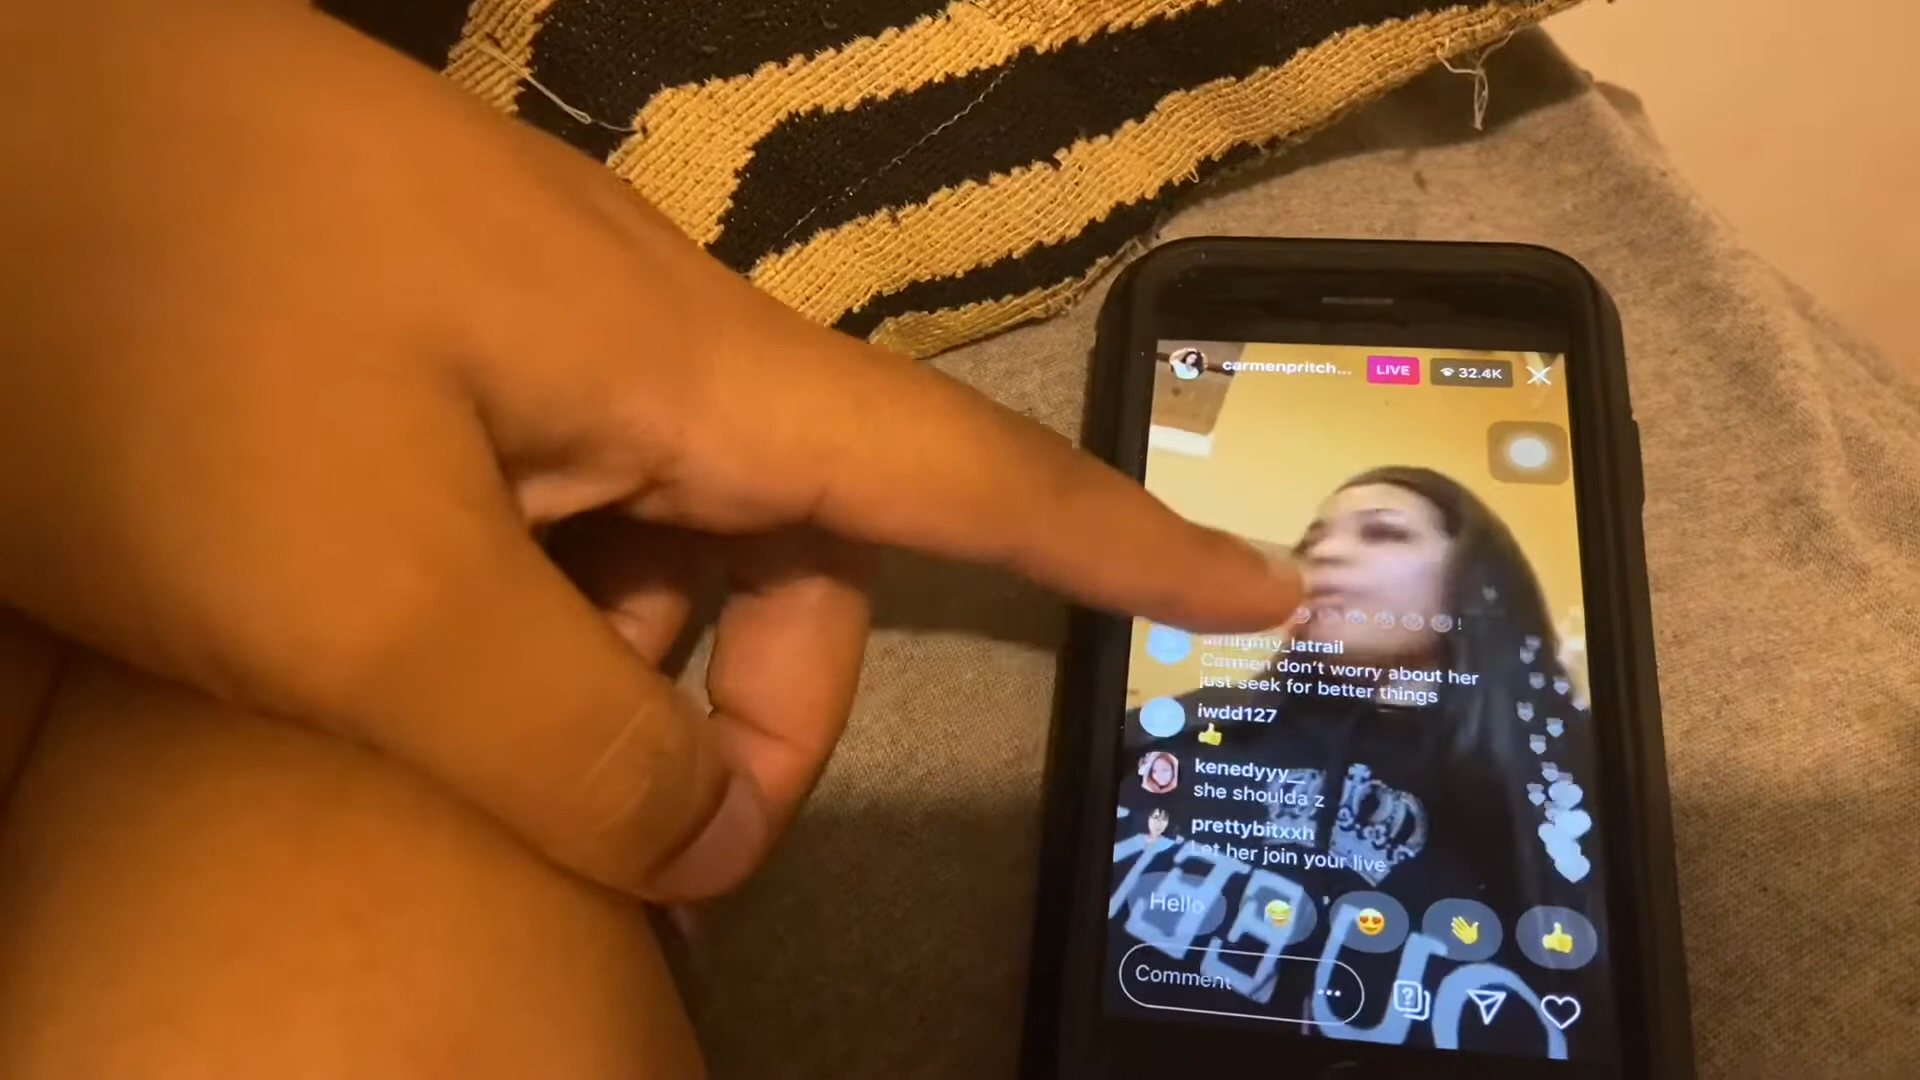 carmenpritch... LIVE 32.4K
Carmen don't worry about her
just seek for better things
iwdd127
kenedyyy__
she shoulda z
prettybitxxh
Let her join your live
Hello
Comment